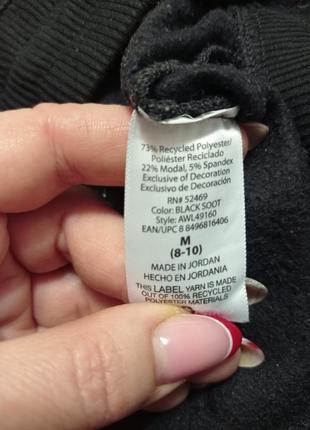 73% Recycled Polyester/
Poliéster Reciclado
22% Modal, 5% Spandex
Exclusive of Decoration
Exclusivo de Decoración
RN# 52469
Color: BLACK SOOT
Style: AWL49160
EAN/UPC 8 8496816406
M
(8-10)
MADE IN JORDAN
HECHO EN JORDANIA
THIS LABEL YARN IS MADE
OUT OF 100% RECYCLED
POLYESTER MATERIALS